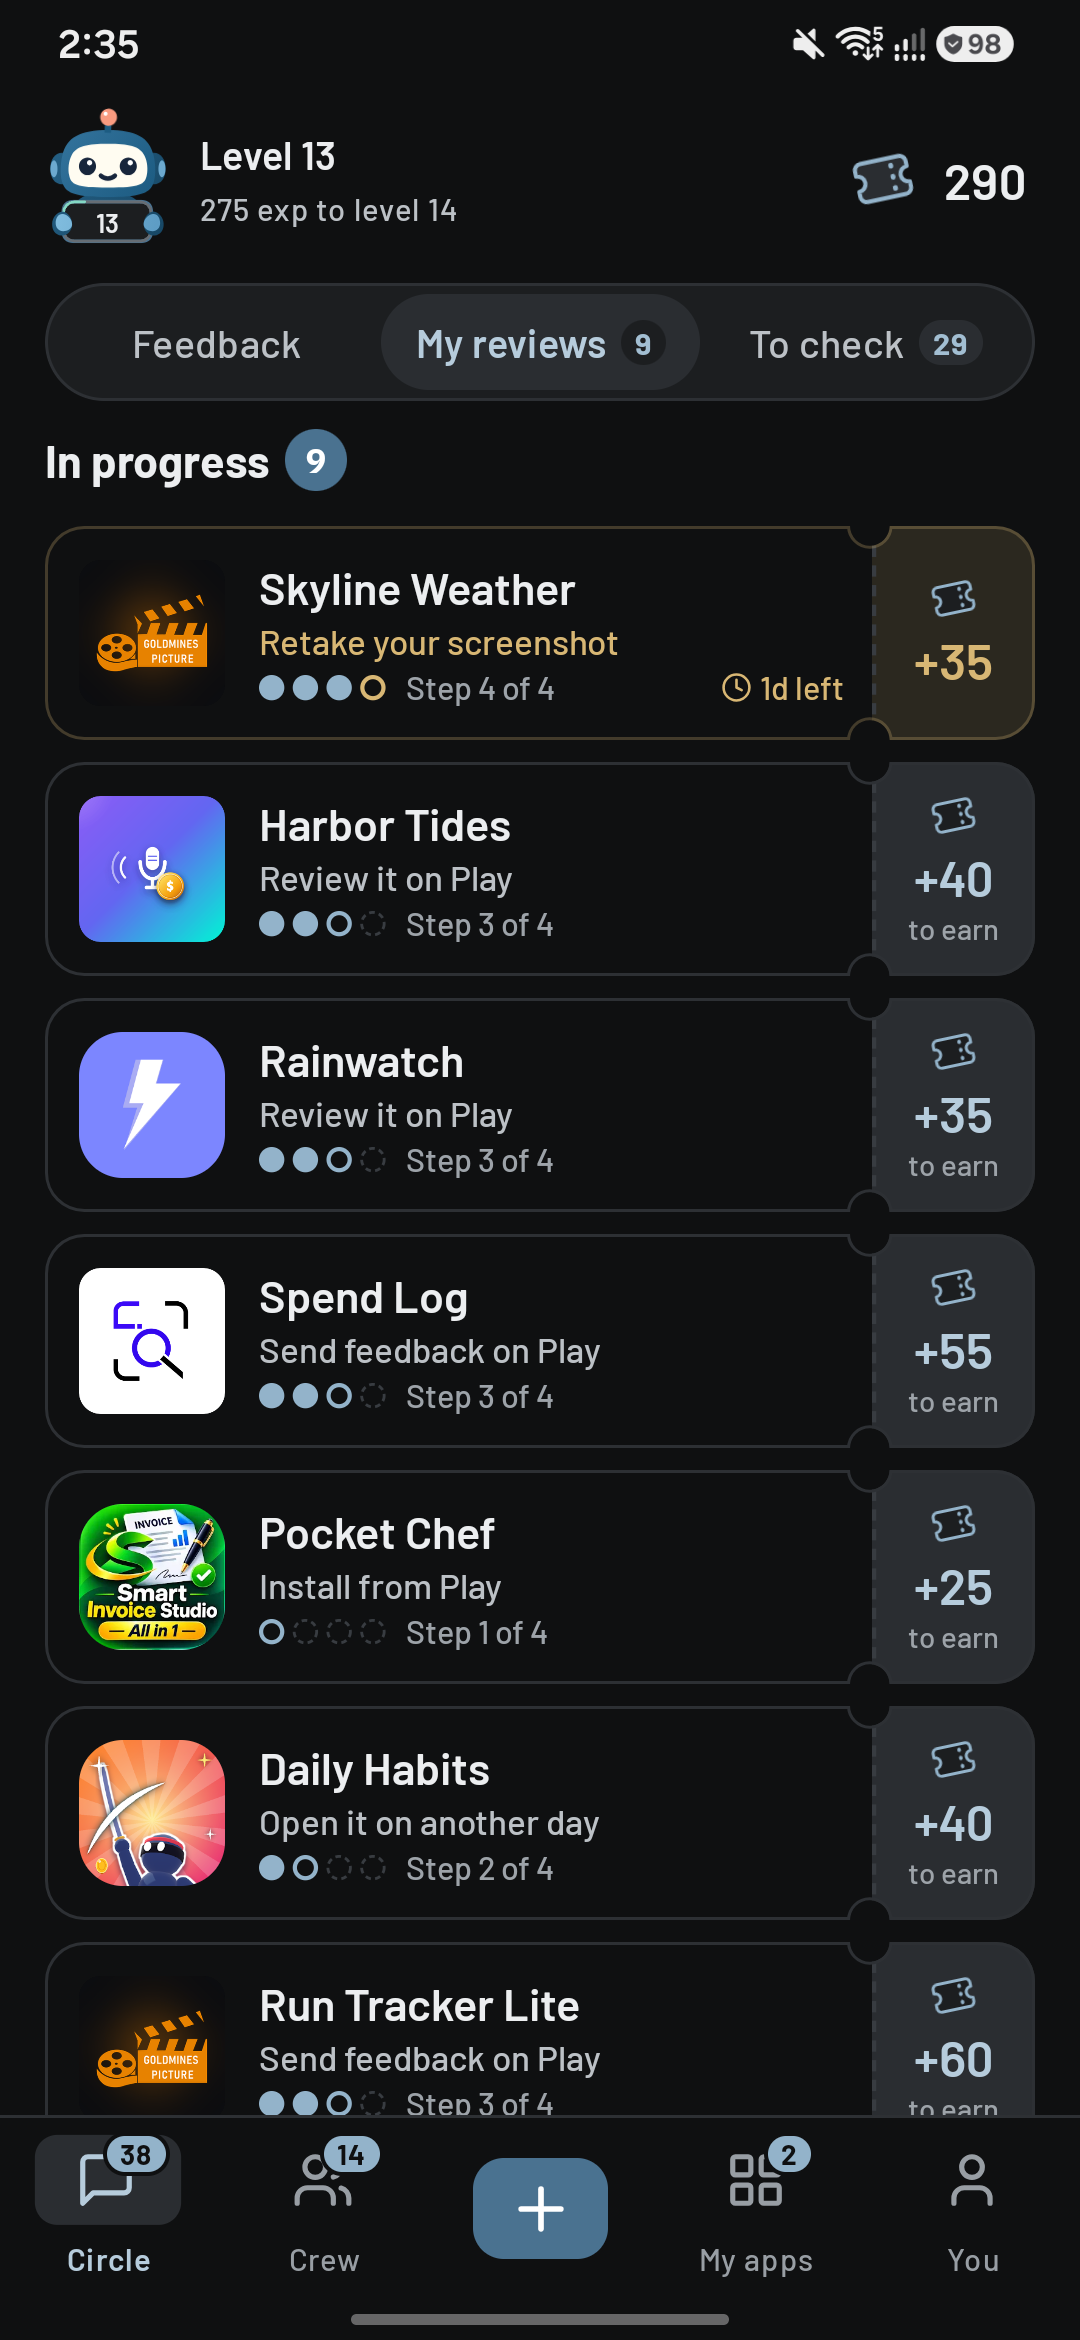 2:35
5
98
Level 13
275 exp to level 14
13
290
Feedback
My reviews 9
To check 29
In progress 9
GOLDMINES
PICTURE
Skyline Weather
Retake your screenshot
Step 4 of 4
1d left
+35
$
Harbor Tides
Review it on Play
Step 3 of 4
+40
to earn
Rainwatch
Review it on Play
Step 3 of 4
+35
to earn
Spend Log
Send feedback on Play
Step 3 of 4
+55
to earn
INVOICE
S
Smart
Invoice Studio
All in 1
Pocket Chef
Install from Play
Step 1 of 4
+25
to earn
Daily Habits
Open it on another day
Step 2 of 4
+40
to earn
GOLDMINES
PICTURE
Run Tracker Lite
Send feedback on Play
Step 3 of 4
+60
to earn
38
14
2
Circle
Crew
My apps
You